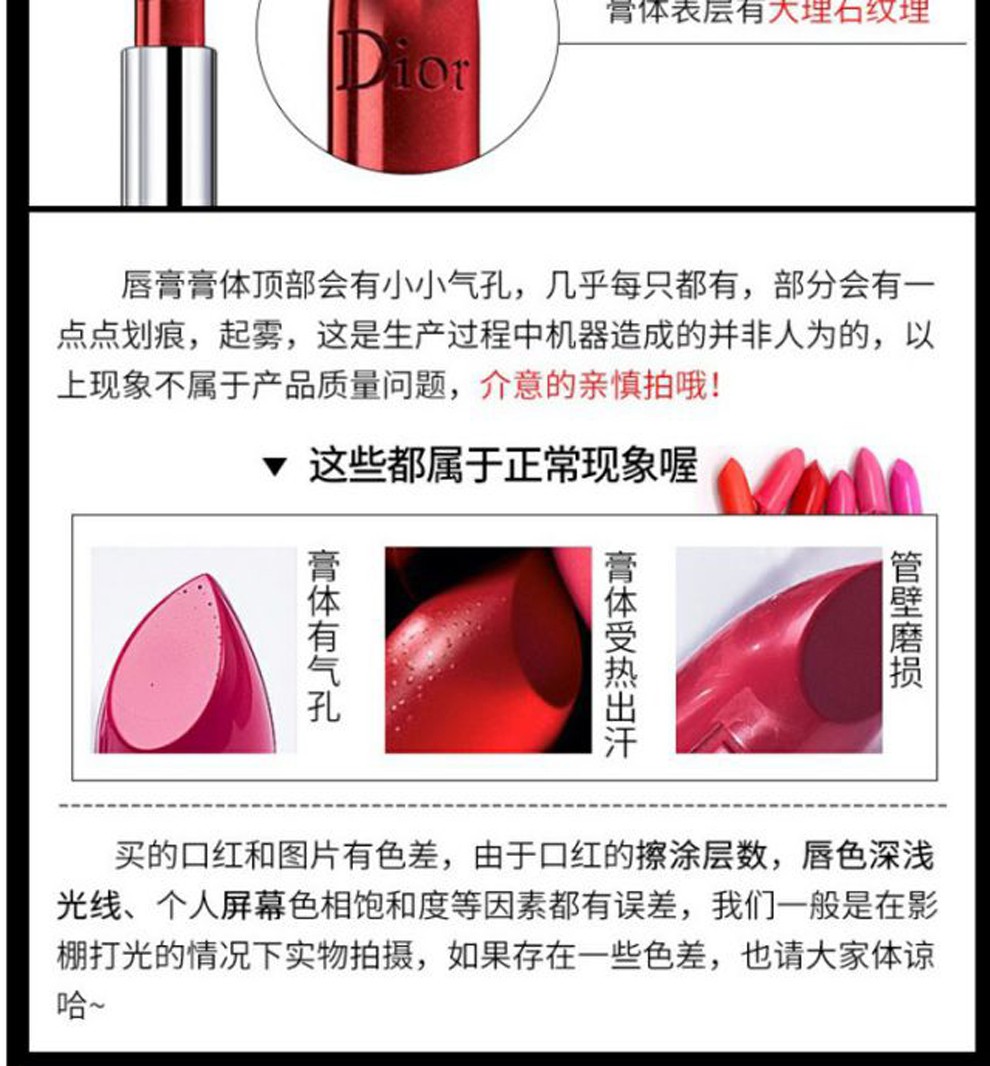 膏体表层有大理石纹理
Dior
唇膏膏体顶部会有小小气孔，几乎每只都有，部分会有一
点点划痕，起雾，这是生产过程中机器造成的并非人为的，以
上现象不属于产品质量问题，介意的亲慎拍哦！
▼ 这些都属于正常现象喔
膏体有气孔
膏体受热出汗
管壁磨损
买的口红和图片有色差，由于口红的擦涂层数，唇色深浅
光线、个人屏幕色相饱和度等因素都有误差，我们一般是在影
棚打光的情况下实物拍摄，如果存在一些色差，也请大家体谅
哈~